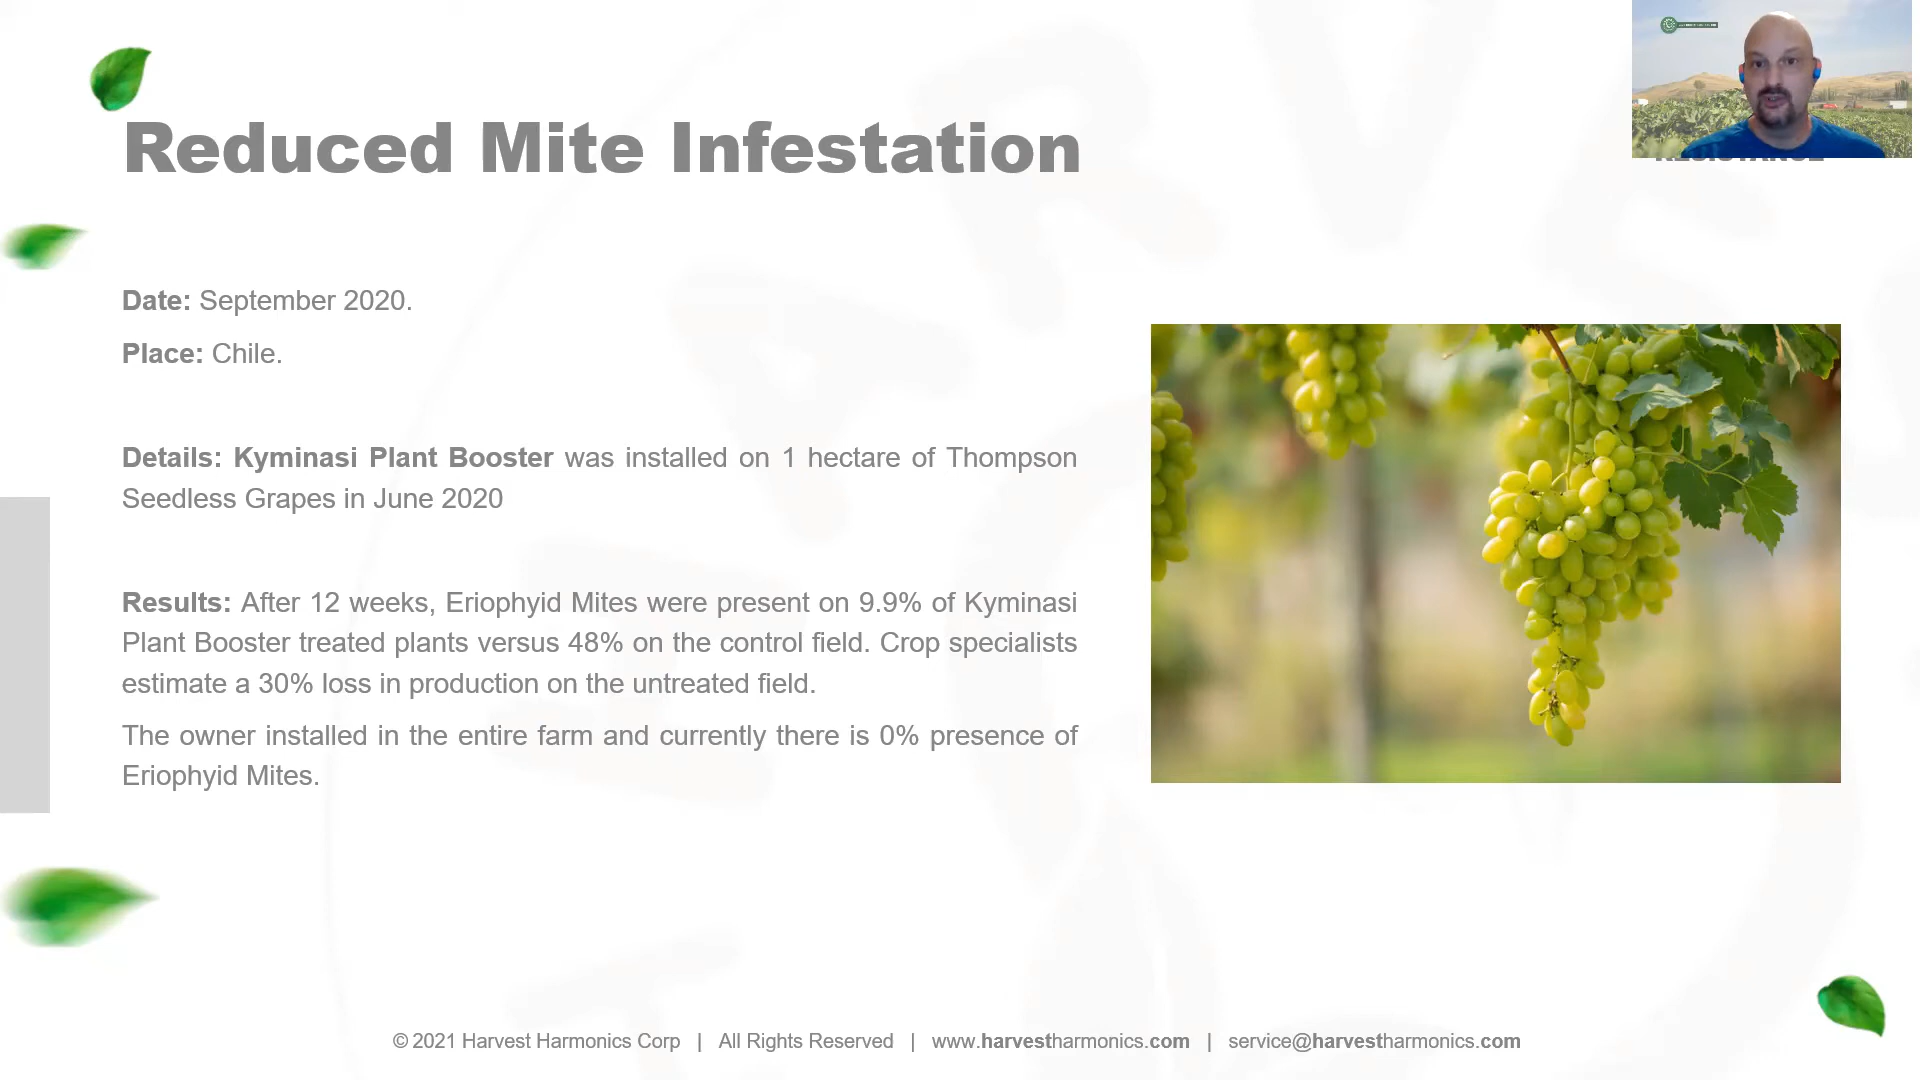 Reduced Mite Infestation
Date: September 2020.
Place: Chile.
Details: Kyminasi Plant Booster was installed on 1 hectare of Thompson
Seedless Grapes in June 2020
Results: After 12 weeks, Eriophyid Mites were present on 9.9% of Kyminasi
Plant Booster treated plants versus 48% on the control field. Crop specialists
estimate a 30% loss in production on the untreated field.
The owner installed in the entire farm and currently there is 0% presence of
Eriophyid Mites.
© 2021 Harvest Harmonics Corp | All Rights Reserved | www.harvestharmonics.com | service@harvestharmonics.com